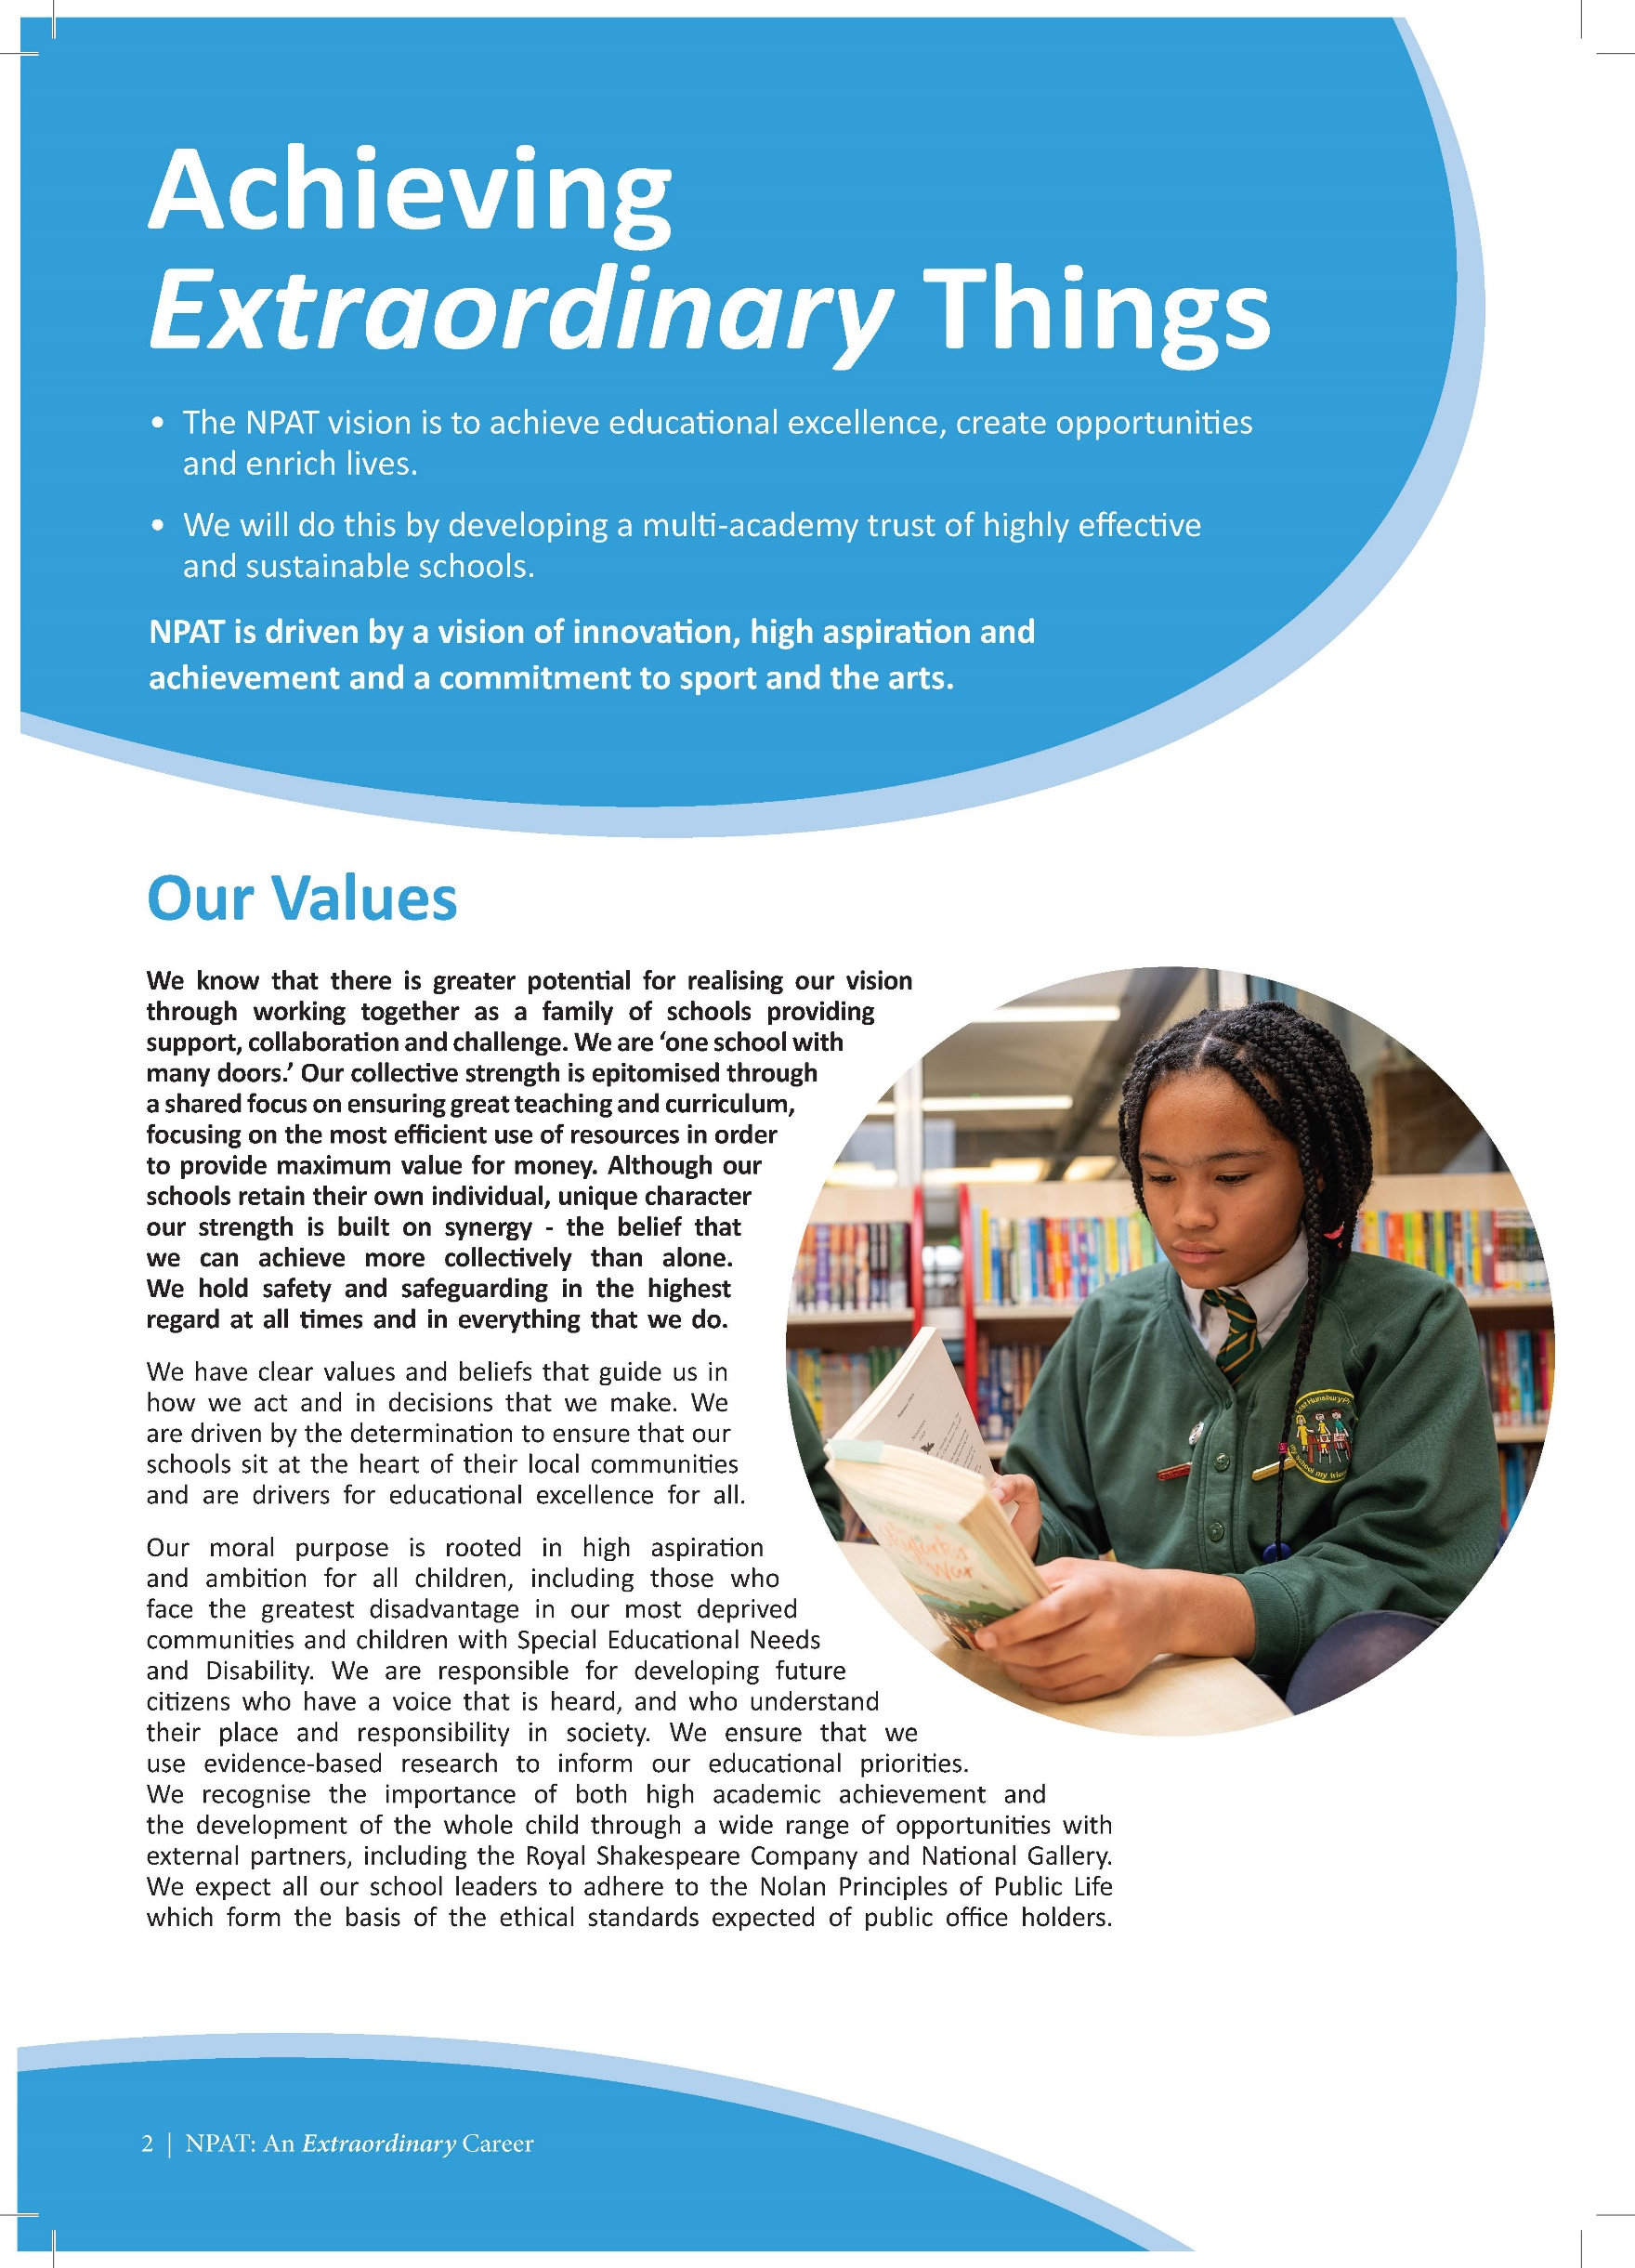 Achieving
Extraordinary Things
• The NPAT vision is to achieve educational excellence, create opportunities
and enrich lives.
• We will do this by developing a multi-academy trust of highly effective
and sustainable schools.
NPAT is driven by a vision of innovation, high aspiration and
achievement and a commitment to sport and the arts.
Our Values
We know that there is greater potential for realising our vision
through working together as a family of schools providing
support, collaboration and challenge. We are ‘one school with
many doors.’ Our collective strength is epitomised through
a shared focus on ensuring great teaching and curriculum,
focusing on the most efficient use of resources in order
to provide maximum value for money. Although our
schools retain their own individual, unique character
our strength is built on synergy - the belief that
we can achieve more collectively than alone.
We hold safety and safeguarding in the highest
regard at all times and in everything that we do.
We have clear values and beliefs that guide us in
how we act and in decisions that we make. We
are driven by the determination to ensure that our
schools sit at the heart of their local communities
and are drivers for educational excellence for all.
Our moral purpose is rooted in high aspiration
and ambition for all children, including those who
face the greatest disadvantage in our most deprived
communities and children with Special Educational Needs
and Disability. We are responsible for developing future
citizens who have a voice that is heard, and who understand
their place and responsibility in society. We ensure that we
use evidence-based research to inform our educational priorities.
We recognise the importance of both high academic achievement and
the development of the whole child through a wide range of opportunities with
external partners, including the Royal Shakespeare Company and National Gallery.
We expect all our school leaders to adhere to the Nolan Principles of Public Life
which form the basis of the ethical standards expected of public office holders.
War
2 | NPAT: An Extraordinary Career